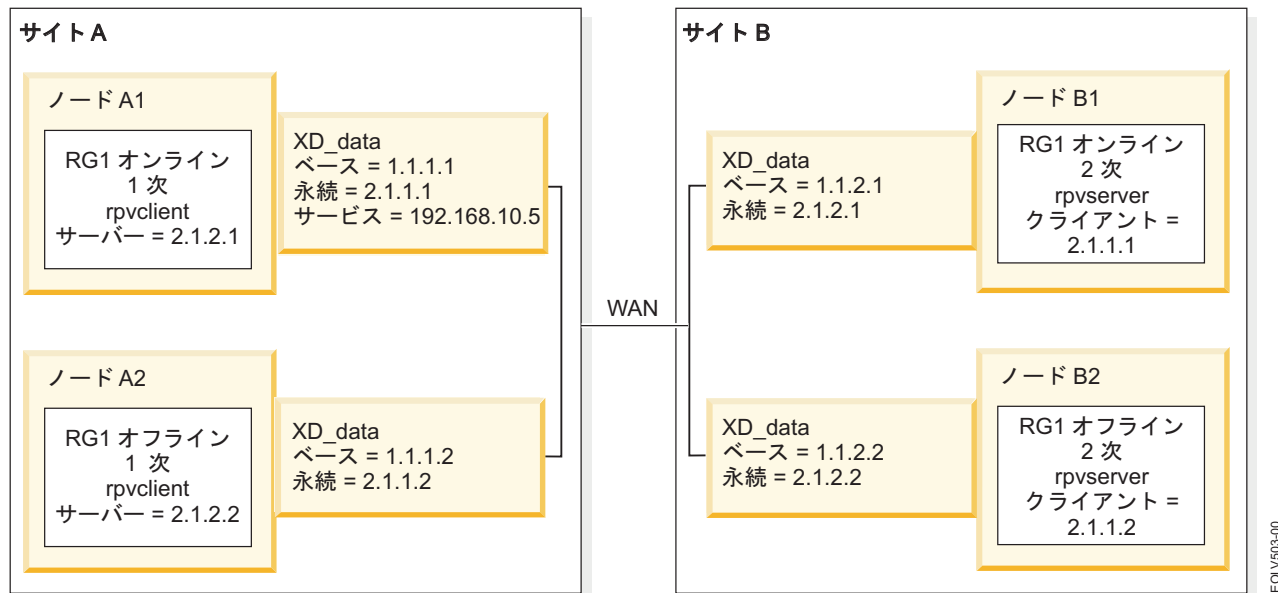 サイト A
ノード A1
RG1 オンライン
1 次
rpvclient
サーバー = 2.1.2.1
XD_data
ベース = 1.1.1.1
永続 = 2.1.1.1
サービス = 192.168.10.5
ノード A2
RG1 オフライン
1 次
rpvclient
サーバー = 2.1.2.2
XD_data
ベース = 1.1.1.2
永続 = 2.1.1.2
WAN
サイト B
XD_data
ベース = 1.1.2.1
永続 = 2.1.2.1
ノード B1
RG1 オンライン
2 次
rpvserver
クライアント =
2.1.1.1
XD_data
ベース = 1.1.2.2
永続 = 2.1.2.2
ノード B2
RG1 オフライン
2 次
rpvserver
クライアント =
2.1.1.2
EQLV503-00